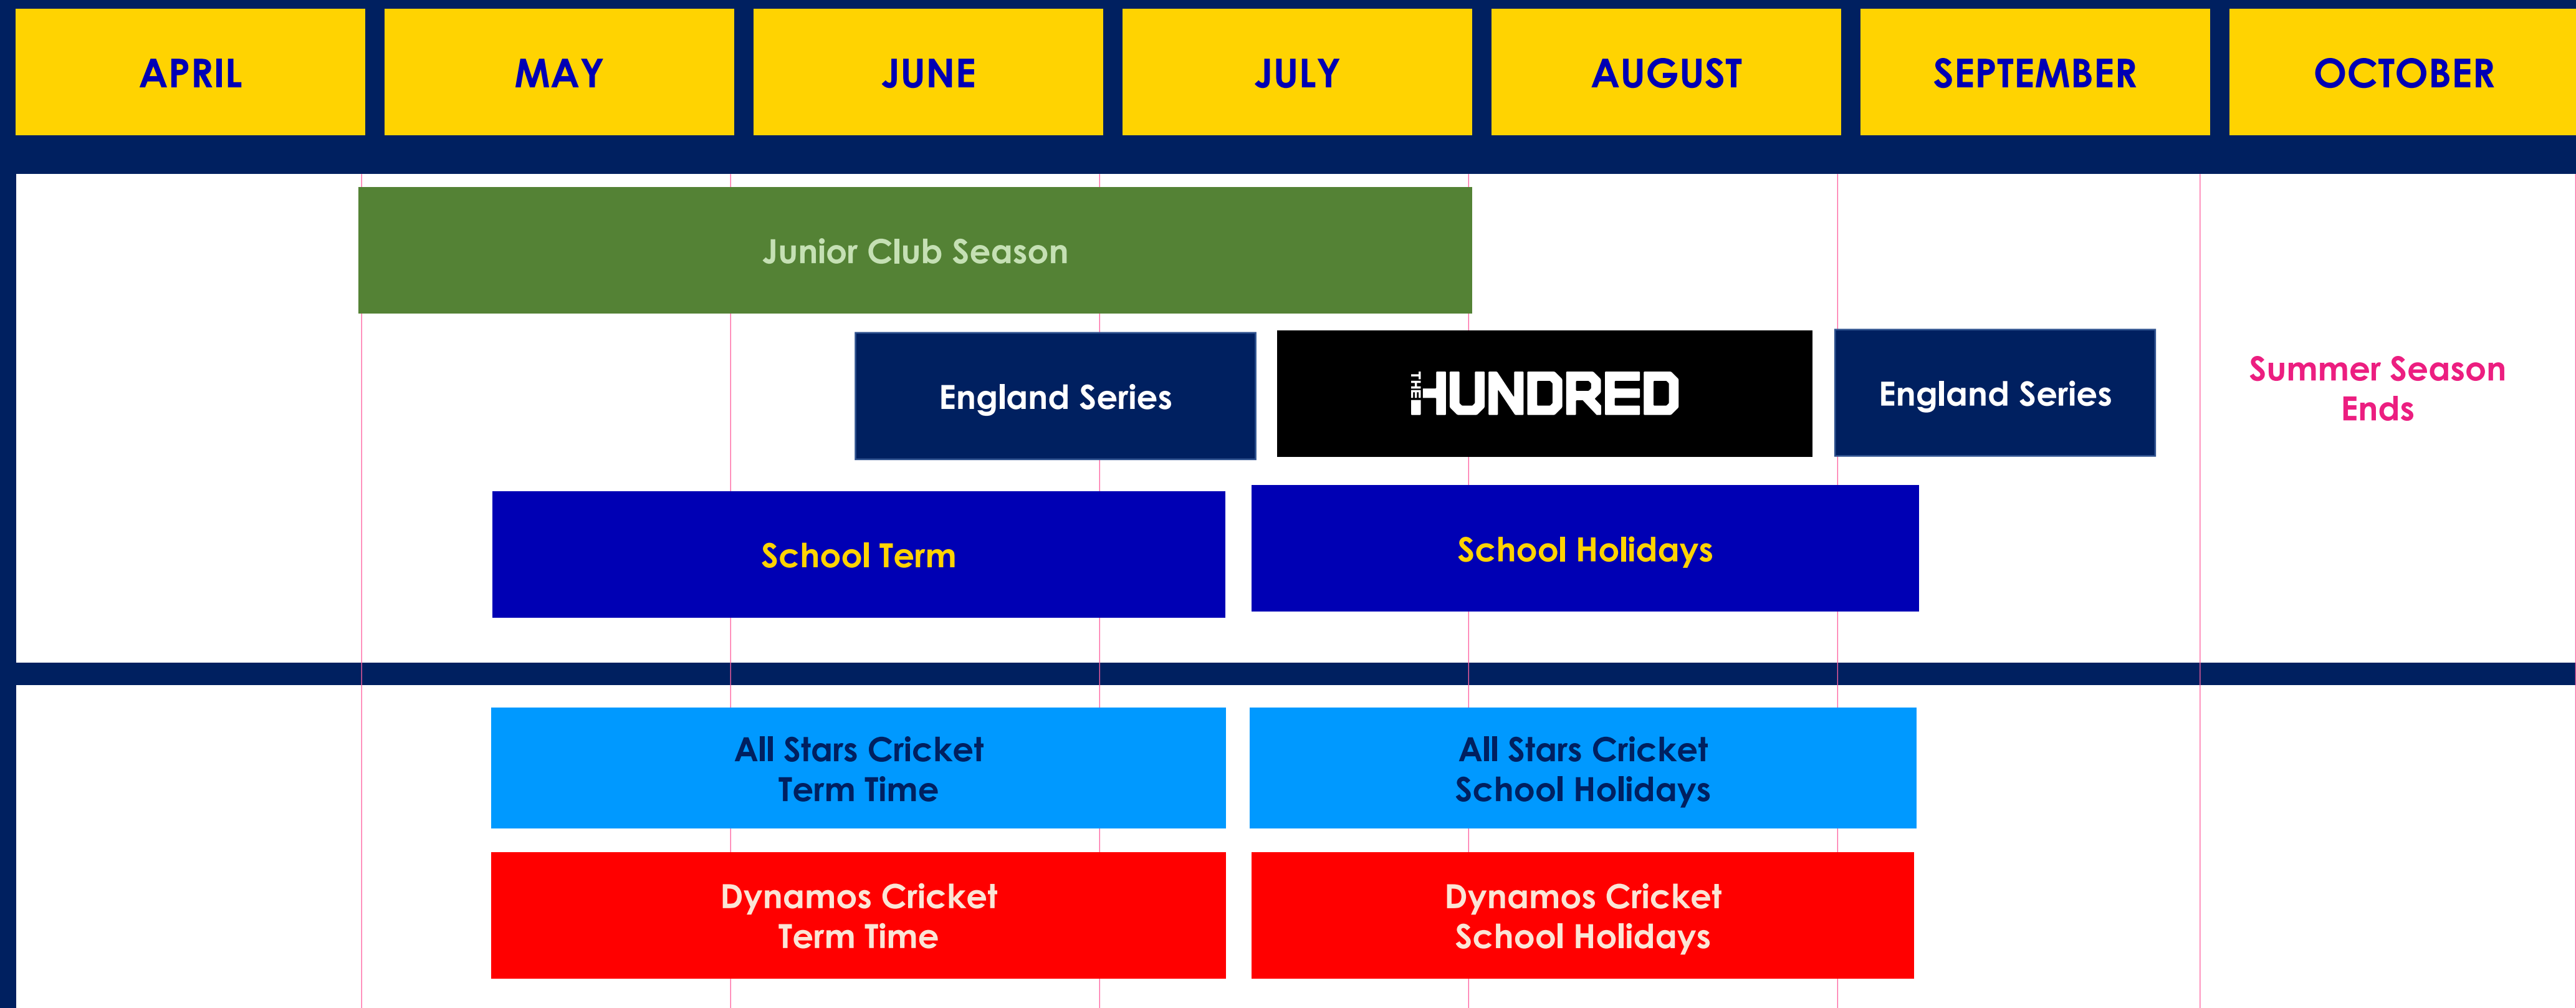 APRIL
MAY
JUNE
JULY
AUGUST
SEPTEMBER
OCTOBER
Junior Club Season
England Series
THE HUNDRED
England Series
Summer Season
Ends
School Term
School Holidays
All Stars Cricket
Term Time
All Stars Cricket
School Holidays
Dynamos Cricket
Term Time
Dynamos Cricket
School Holidays